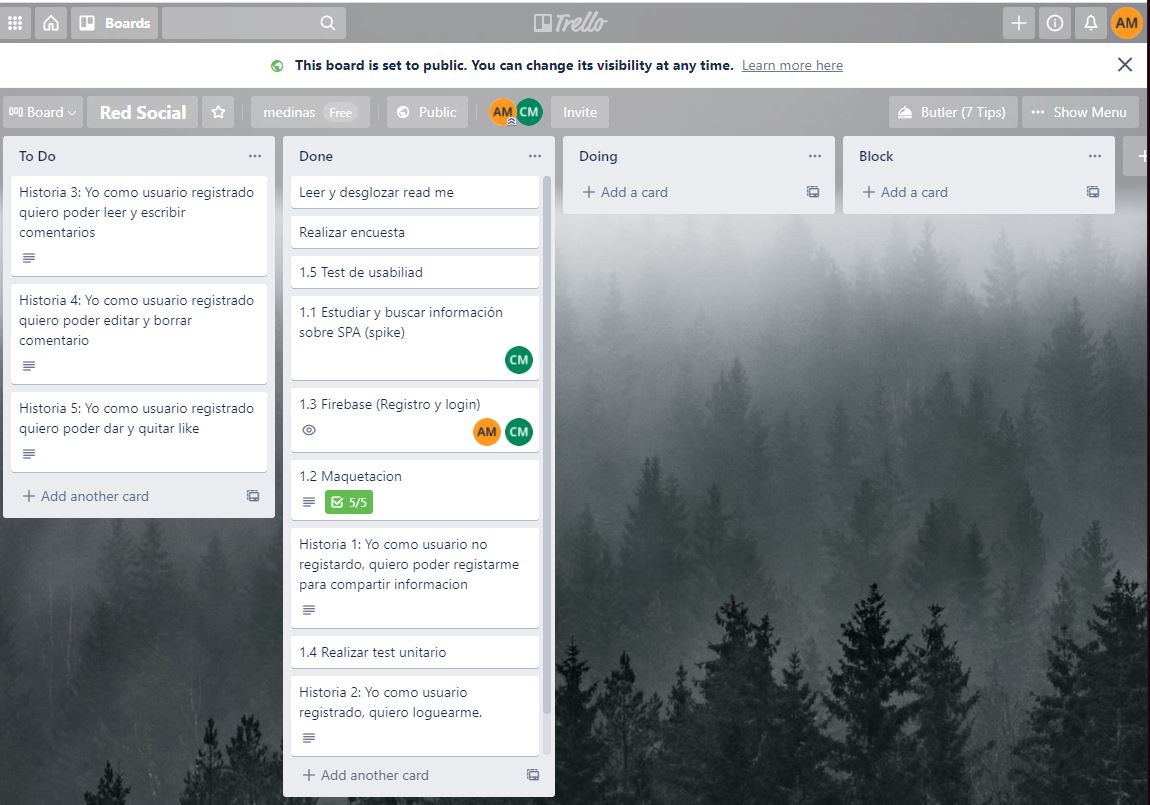 Boards
Trello
AM
This board is set to public. You can change its visibility at any time. Learn more here
Board
Red Social
medinas Free
Public
AM CM
Invite
Butler (7 Tips)
Show Menu
To Do
Historia 3: Yo como usuario registrado
quiero poder leer y escribir
comentarios
Historia 4: Yo como usuario registrado
quiero poder editar y borrar
comentario
Historia 5: Yo como usuario registrado
quiero poder dar y quitar like
Add another card
Done
Leer y desglozar read me
Realizar encuesta
1.5 Test de usabiliad
1.1 Estudiar y buscar información
sobre SPA (spike)
CM
1.3 Firebase (Registro y login)
AM CM
1.2 Maquetacion
5/5
Historia 1: Yo como usuario no
registardo, quiero poder registarme
para compartir informacion
1.4 Realizar test unitario
Historia 2: Yo como usuario
registrado, quiero loguearme.
Add another card
Doing
Add a card
Block
Add a card